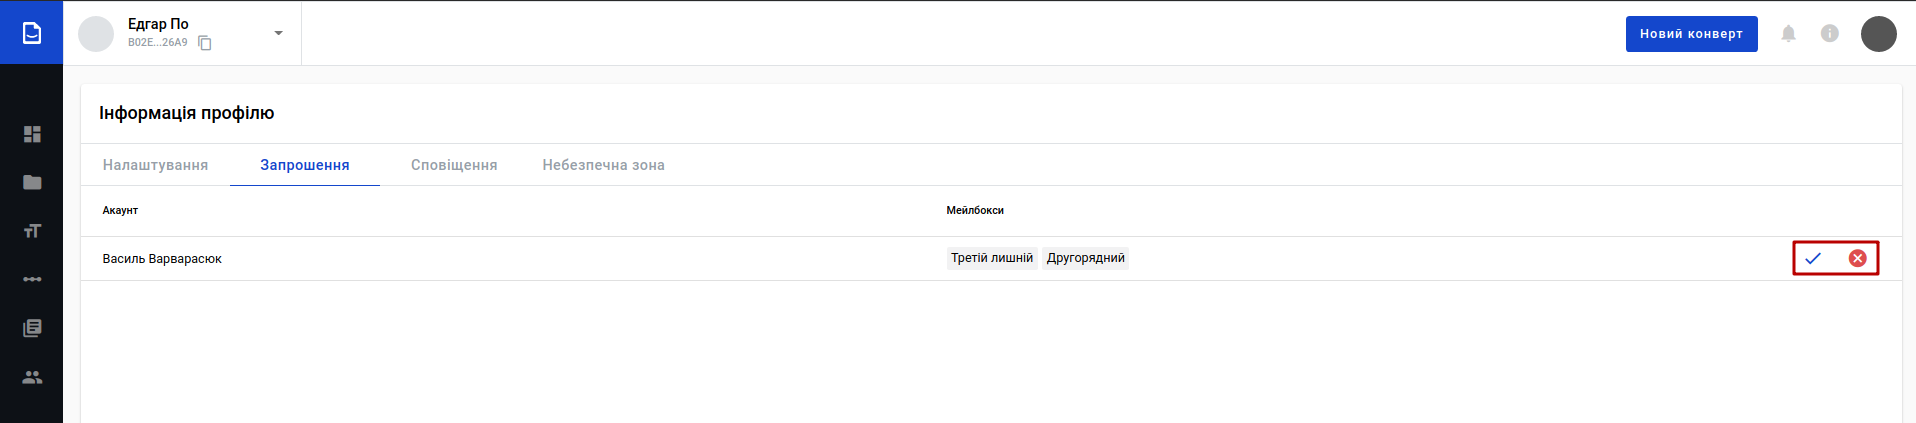 Едгар По
B02E...26A9
Новий конверт
Інформація профілю
Налаштування Запрошення Сповіщення Небезпечна зона
Акаунт Мейлбокси
Василь Варварасюк Третій лишній Другорядний